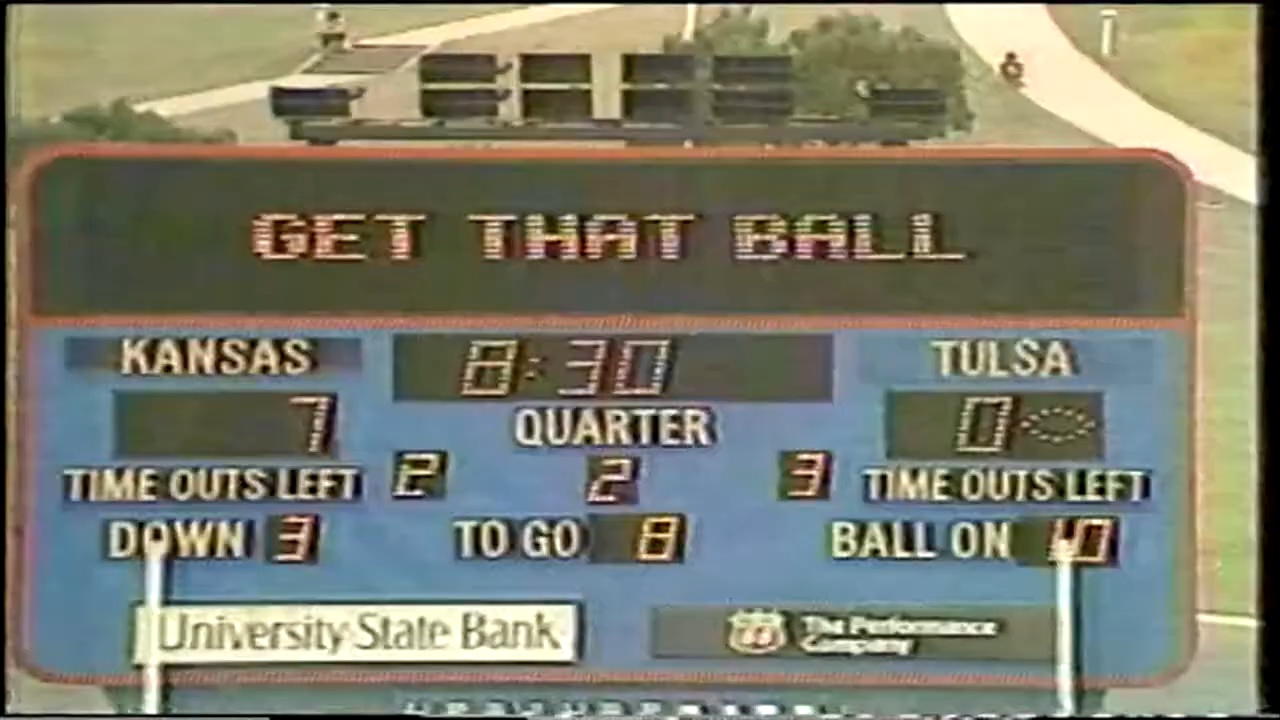 GET THAT BALL
KANSAS 8:30 TULSA
7 QUARTER 0
TIME OUTS LEFT 2 2 3 TIME OUTS LEFT
DOWN 3 TO GO 8 BALL ON
University State Bank 66 The Performance
Company